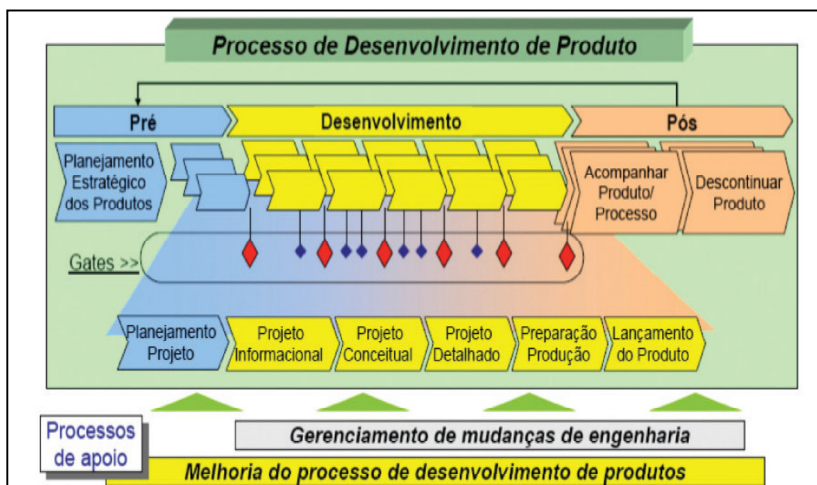 Processo de Desenvolvimento de Produto
Pré
Desenvolvimento
Pós
Planejamento
Estratégico
dos Produtos
Acompanhar
Produto/
Processo
Descontinuar
Produto
Gates >>
Planejamento
Projeto
Projeto
Informacional
Projeto
Conceitual
Projeto
Detalhado
Preparação
Produção
Lançamento
do Produto
Processos
de apoio
Gerenciamento de mudanças de engenharia
Melhoria do processo de desenvolvimento de produtos